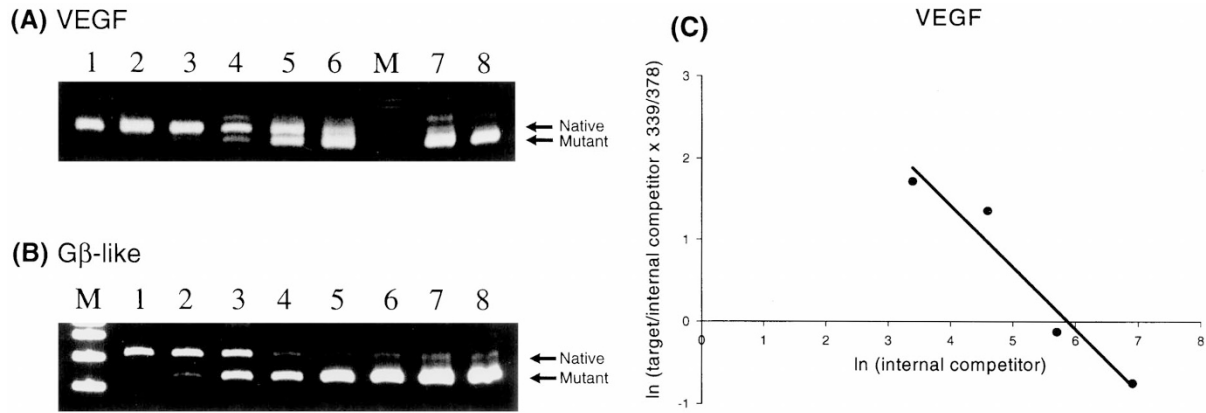 (A) VEGF
1 2 3 4 5 6 M 7 8
Native
Mutant
(B) Gβ-like
M 1 2 3 4 5 6 7 8
Native
Mutant
(C)
VEGF
ln (target/internal competitor x 339/378)
3
2
1
0
-1
0 1 2 3 4 5 6 7 8
ln (internal competitor)